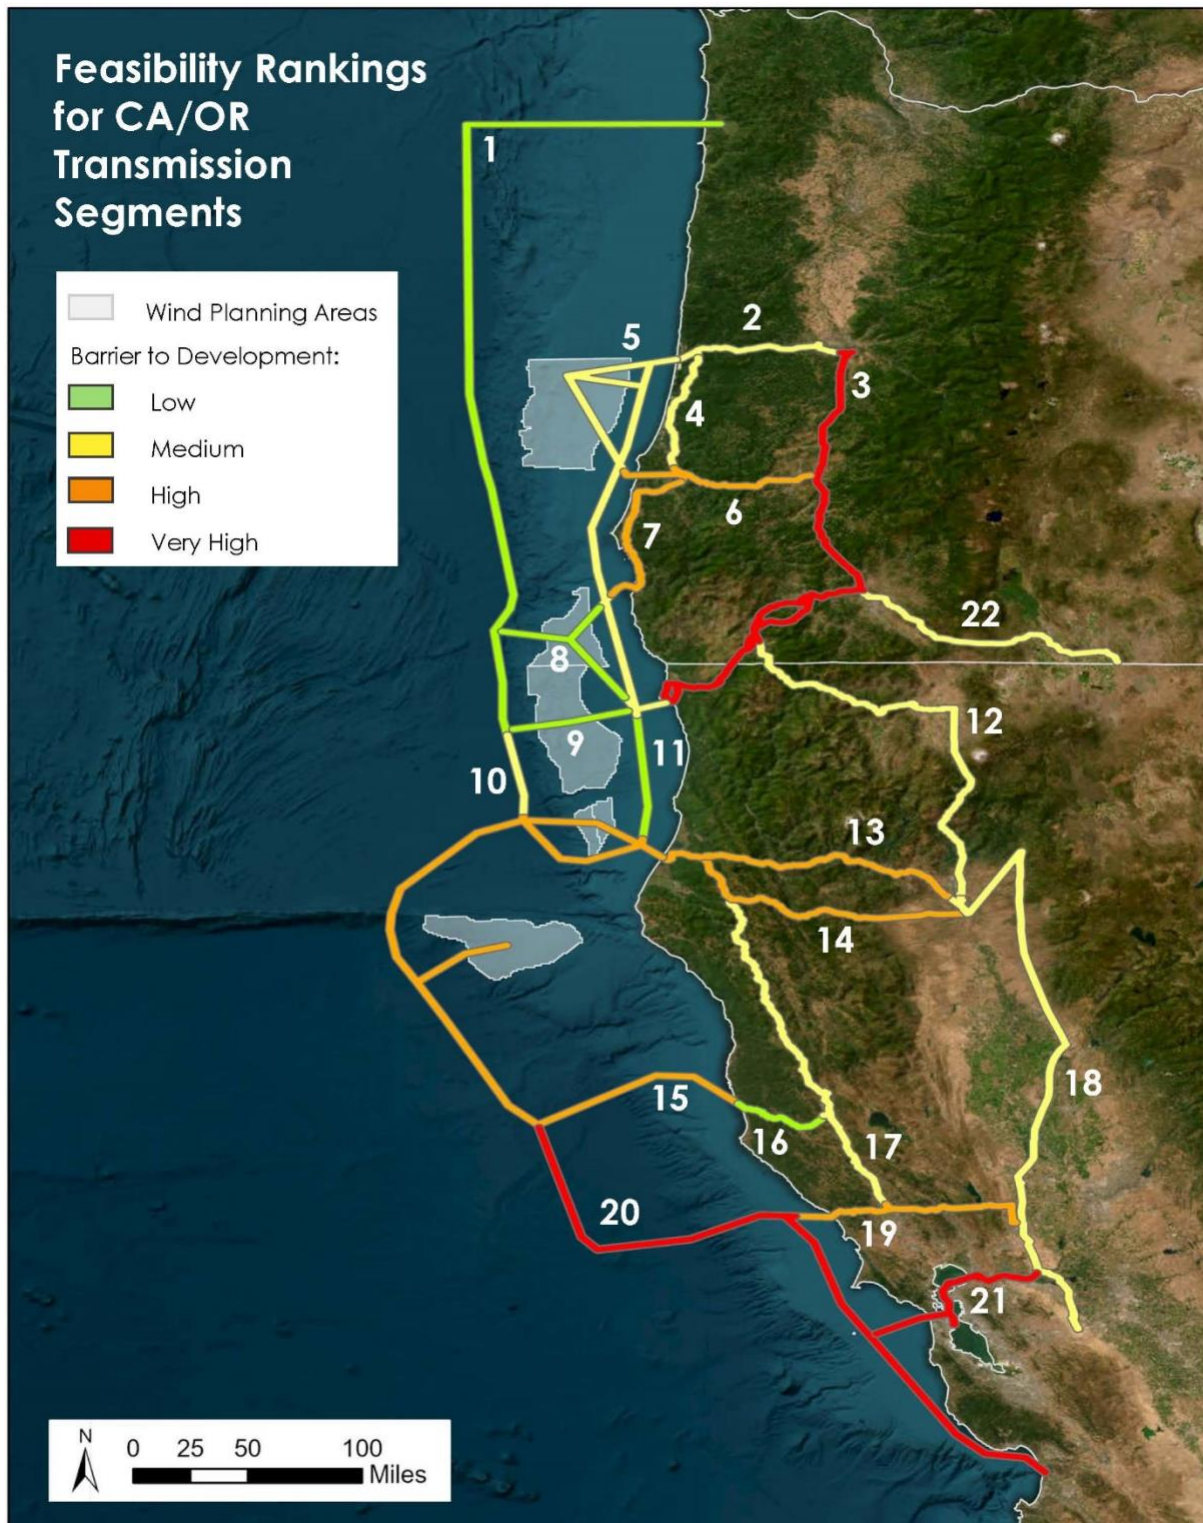 Feasibility Rankings
for CA/OR
Transmission
Segments
Wind Planning Areas
Barrier to Development:
Low
Medium
High
Very High
1
2
3
4
5
6
7
8
9
10
11
12
13
14
15
16
17
18
19
20
21
22
N
0 25 50 100
Miles